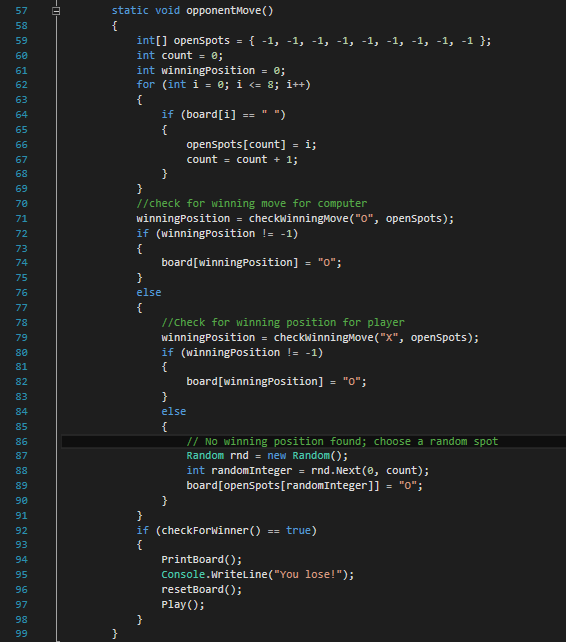 57 static void opponentMove()
58 {
59 int[] openSpots = { -1, -1, -1, -1, -1, -1, -1, -1, -1 };
60 int count = 0;
61 int winningPosition = 0;
62 for (int i = 0; i <= 8; i++)
63 {
64 if (board[i] == " ")
65 {
66 openSpots[count] = i;
67 count = count + 1;
68 }
69 }
70 //check for winning move for computer
71 winningPosition = checkWinningMove("O", openSpots);
72 if (winningPosition != -1)
73 {
74 board[winningPosition] = "O";
75 }
76 else
77 {
78 //Check for winning position for player
79 winningPosition = checkWinningMove("X", openSpots);
80 if (winningPosition != -1)
81 {
82 board[winningPosition] = "O";
83 }
84 else
85 {
86 // No winning position found; choose a random spot
87 Random rnd = new Random();
88 int randomInteger = rnd.Next(0, count);
89 board[openSpots[randomInteger]] = "O";
90 }
91 }
92 if (checkForWinner() == true)
93 {
94 PrintBoard();
95 Console.WriteLine("You lose!");
96 resetBoard();
97 Play();
98 }
99 }